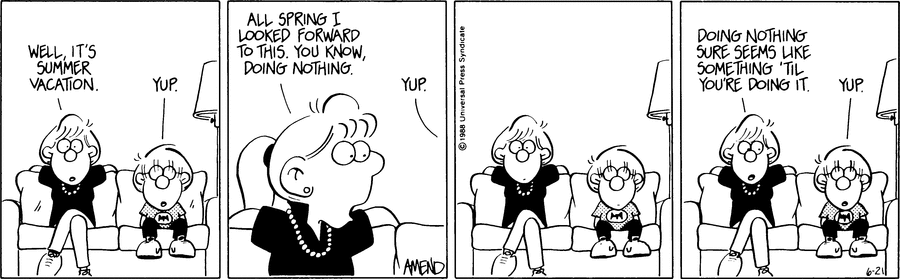 WELL, IT'S
SUMMER
VACATION.
YUP.
ALL SPRING I
LOOKED FORWARD
TO THIS. YOU KNOW,
DOING NOTHING.
YUP.
AMEND
© 1988 Universal Press Syndicate
DOING NOTHING
SURE SEEMS LIKE
SOMETHING 'TIL
YOU'RE DOING IT.
YUP.
6-21